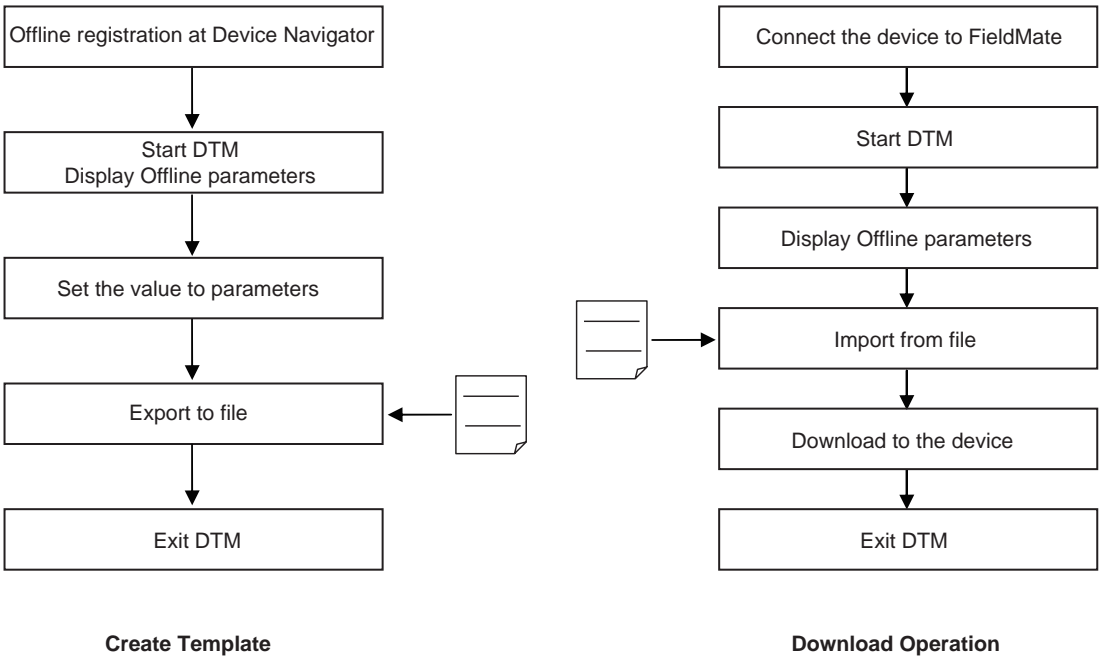 Offline registration at Device Navigator
Start DTM
Display Offline parameters
Set the value to parameters
Export to file
Exit DTM
Create Template
Connect the device to FieldMate
Start DTM
Display Offline parameters
Import from file
Download to the device
Exit DTM
Download Operation